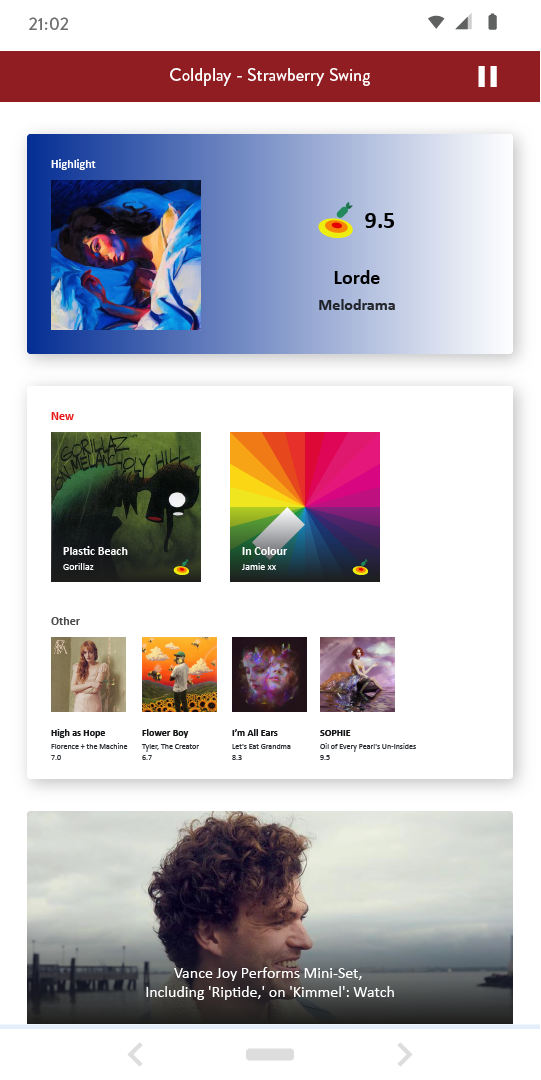 21:02
Coldplay - Strawberry Swing
Highlight
9.5
Lorde
Melodrama
New
GORILLAZ
ON MELANCHOLY HILL
Plastic Beach
Gorillaz
In Colour
Jamie xx
Other
High as Hope
Florence + the Machine
7.0
Flower Boy
Tyler, The Creator
6.7
I'm All Ears
Let's Eat Grandma
8.3
SOPHIE
Oil of Every Pearl's Un-Insides
9.5
Vance Joy Performs Mini-Set,
Including 'Riptide,' on 'Kimmel': Watch